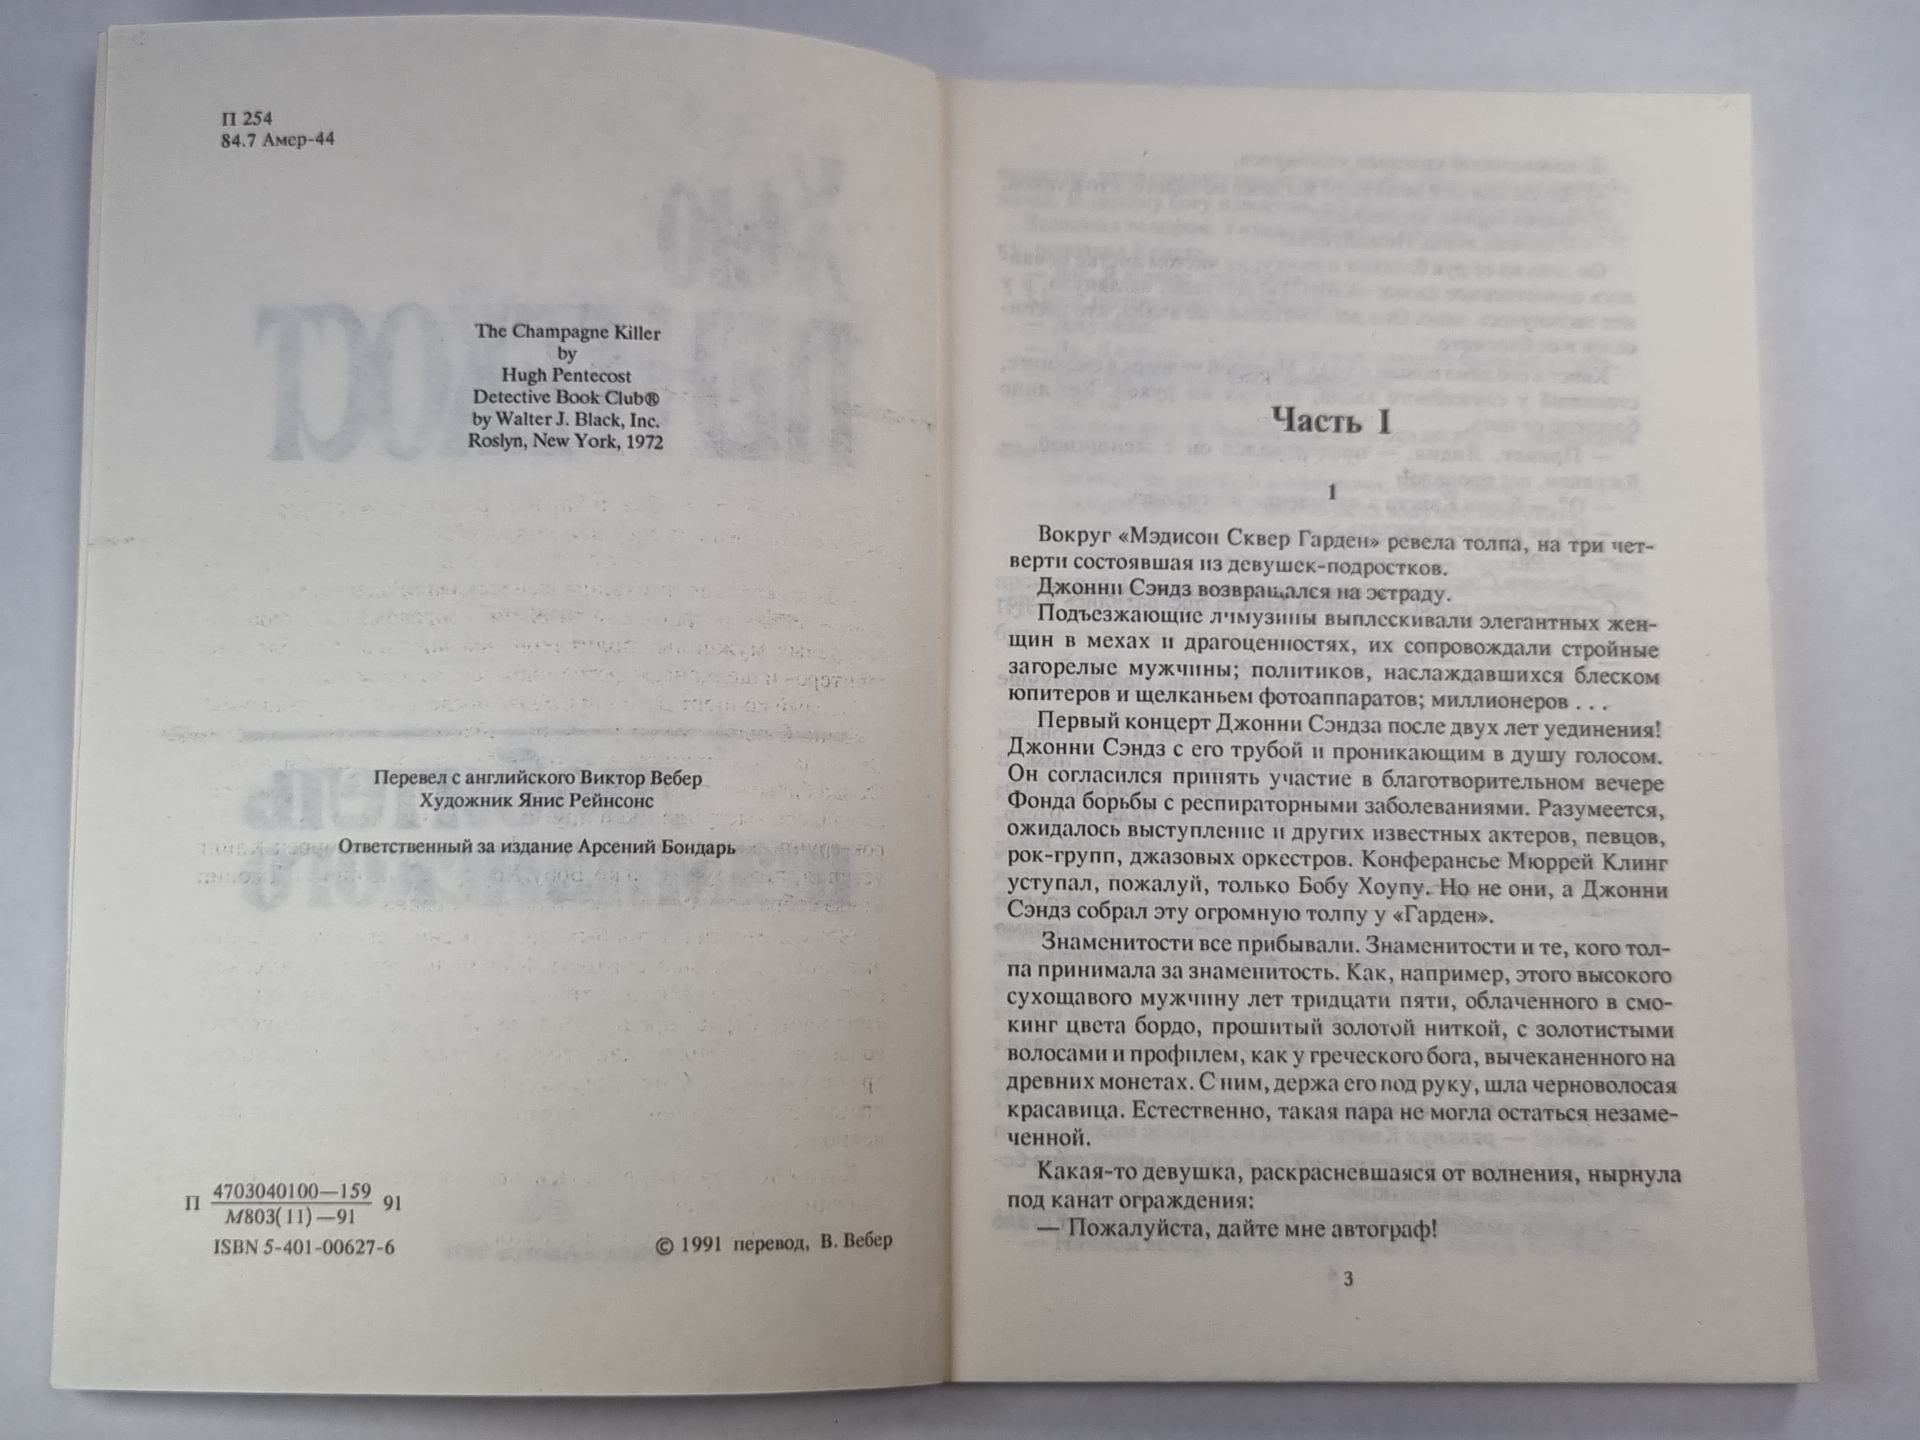 П 254
84.7 Амер-44
The Champagne Killer
by
Hugh Pentecost
Detective Book Club®
by Walter J. Black, Inc.
Roslyn, New York, 1972
Перевел с английского Виктор Вебер
Художник Янис Рейнсонс
Ответственный за издание Арсений Бондарь
П 4703040100—159 91
М803(11)—91
ISBN 5-401-00627-6
© 1991 перевод, В. Вебер
Часть I
1
Вокруг «Мэдисон Сквер Гарден» ревела толпа, на три чет-
верти состоявшая из девушек-подростков.
Джонни Сэндз возвращался на эстраду.
Подъезжающие лимузины выплескивали элегантных жен-
щин в мехах и драгоценностях, их сопровождали стройные
загорелые мужчины; политиков, наслаждавшихся блеском
юпитеров и щелканьем фотоаппаратов; миллионеров . . .
Первый концерт Джонни Сэндза после двух лет уединения!
Джонни Сэндз с его трубой и проникающим в душу голосом.
Он согласился принять участие в благотворительном вечере
Фонда борьбы с респираторными заболеваниями. Разумеется,
ожидалось выступление и других известных актеров, певцов,
рок-групп, джазовых оркестров. Конферансье Мюррей Клинг
уступал, пожалуй, только Бобу Хоупу. Но не они, а Джонни
Сэндз собрал эту огромную толпу у «Гарден».
Знаменитости все прибывали. Знаменитости и те, кого тол-
па принимала за знаменитость. Как, например, этого высокого
сухощавого мужчину лет тридцати пяти, облаченного в смо-
кинг цвета бордо, прошитый золотой ниткой, с золотистыми
волосами и профилем, как у греческого бога, вычеканенного на
древних монетах. С ним, держа его под руку, шла черноволосая
красавица. Естественно, такая пара не могла остаться незаме-
ченной.
Какая-то девушка, раскрасневшаяся от волнения, нырнула
под канат ограждения:
— Пожалуйста, дайте мне автограф!
3